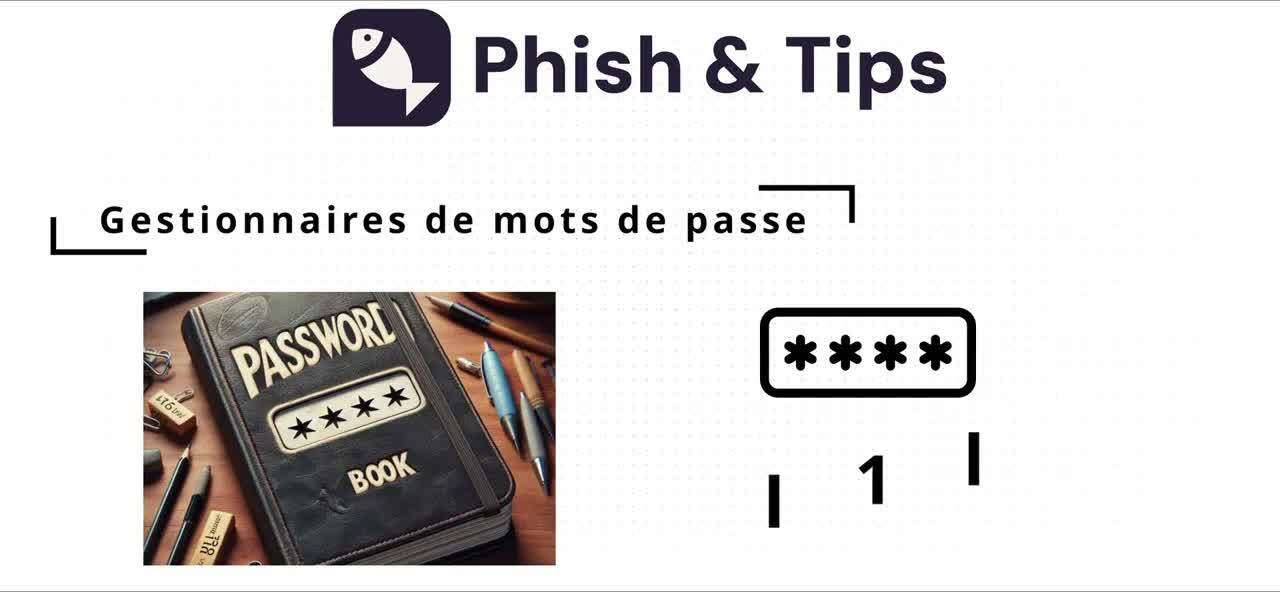 Phish & Tips
Gestionnaires de mots de passe
PASSWORD
****
BOOK
****
1